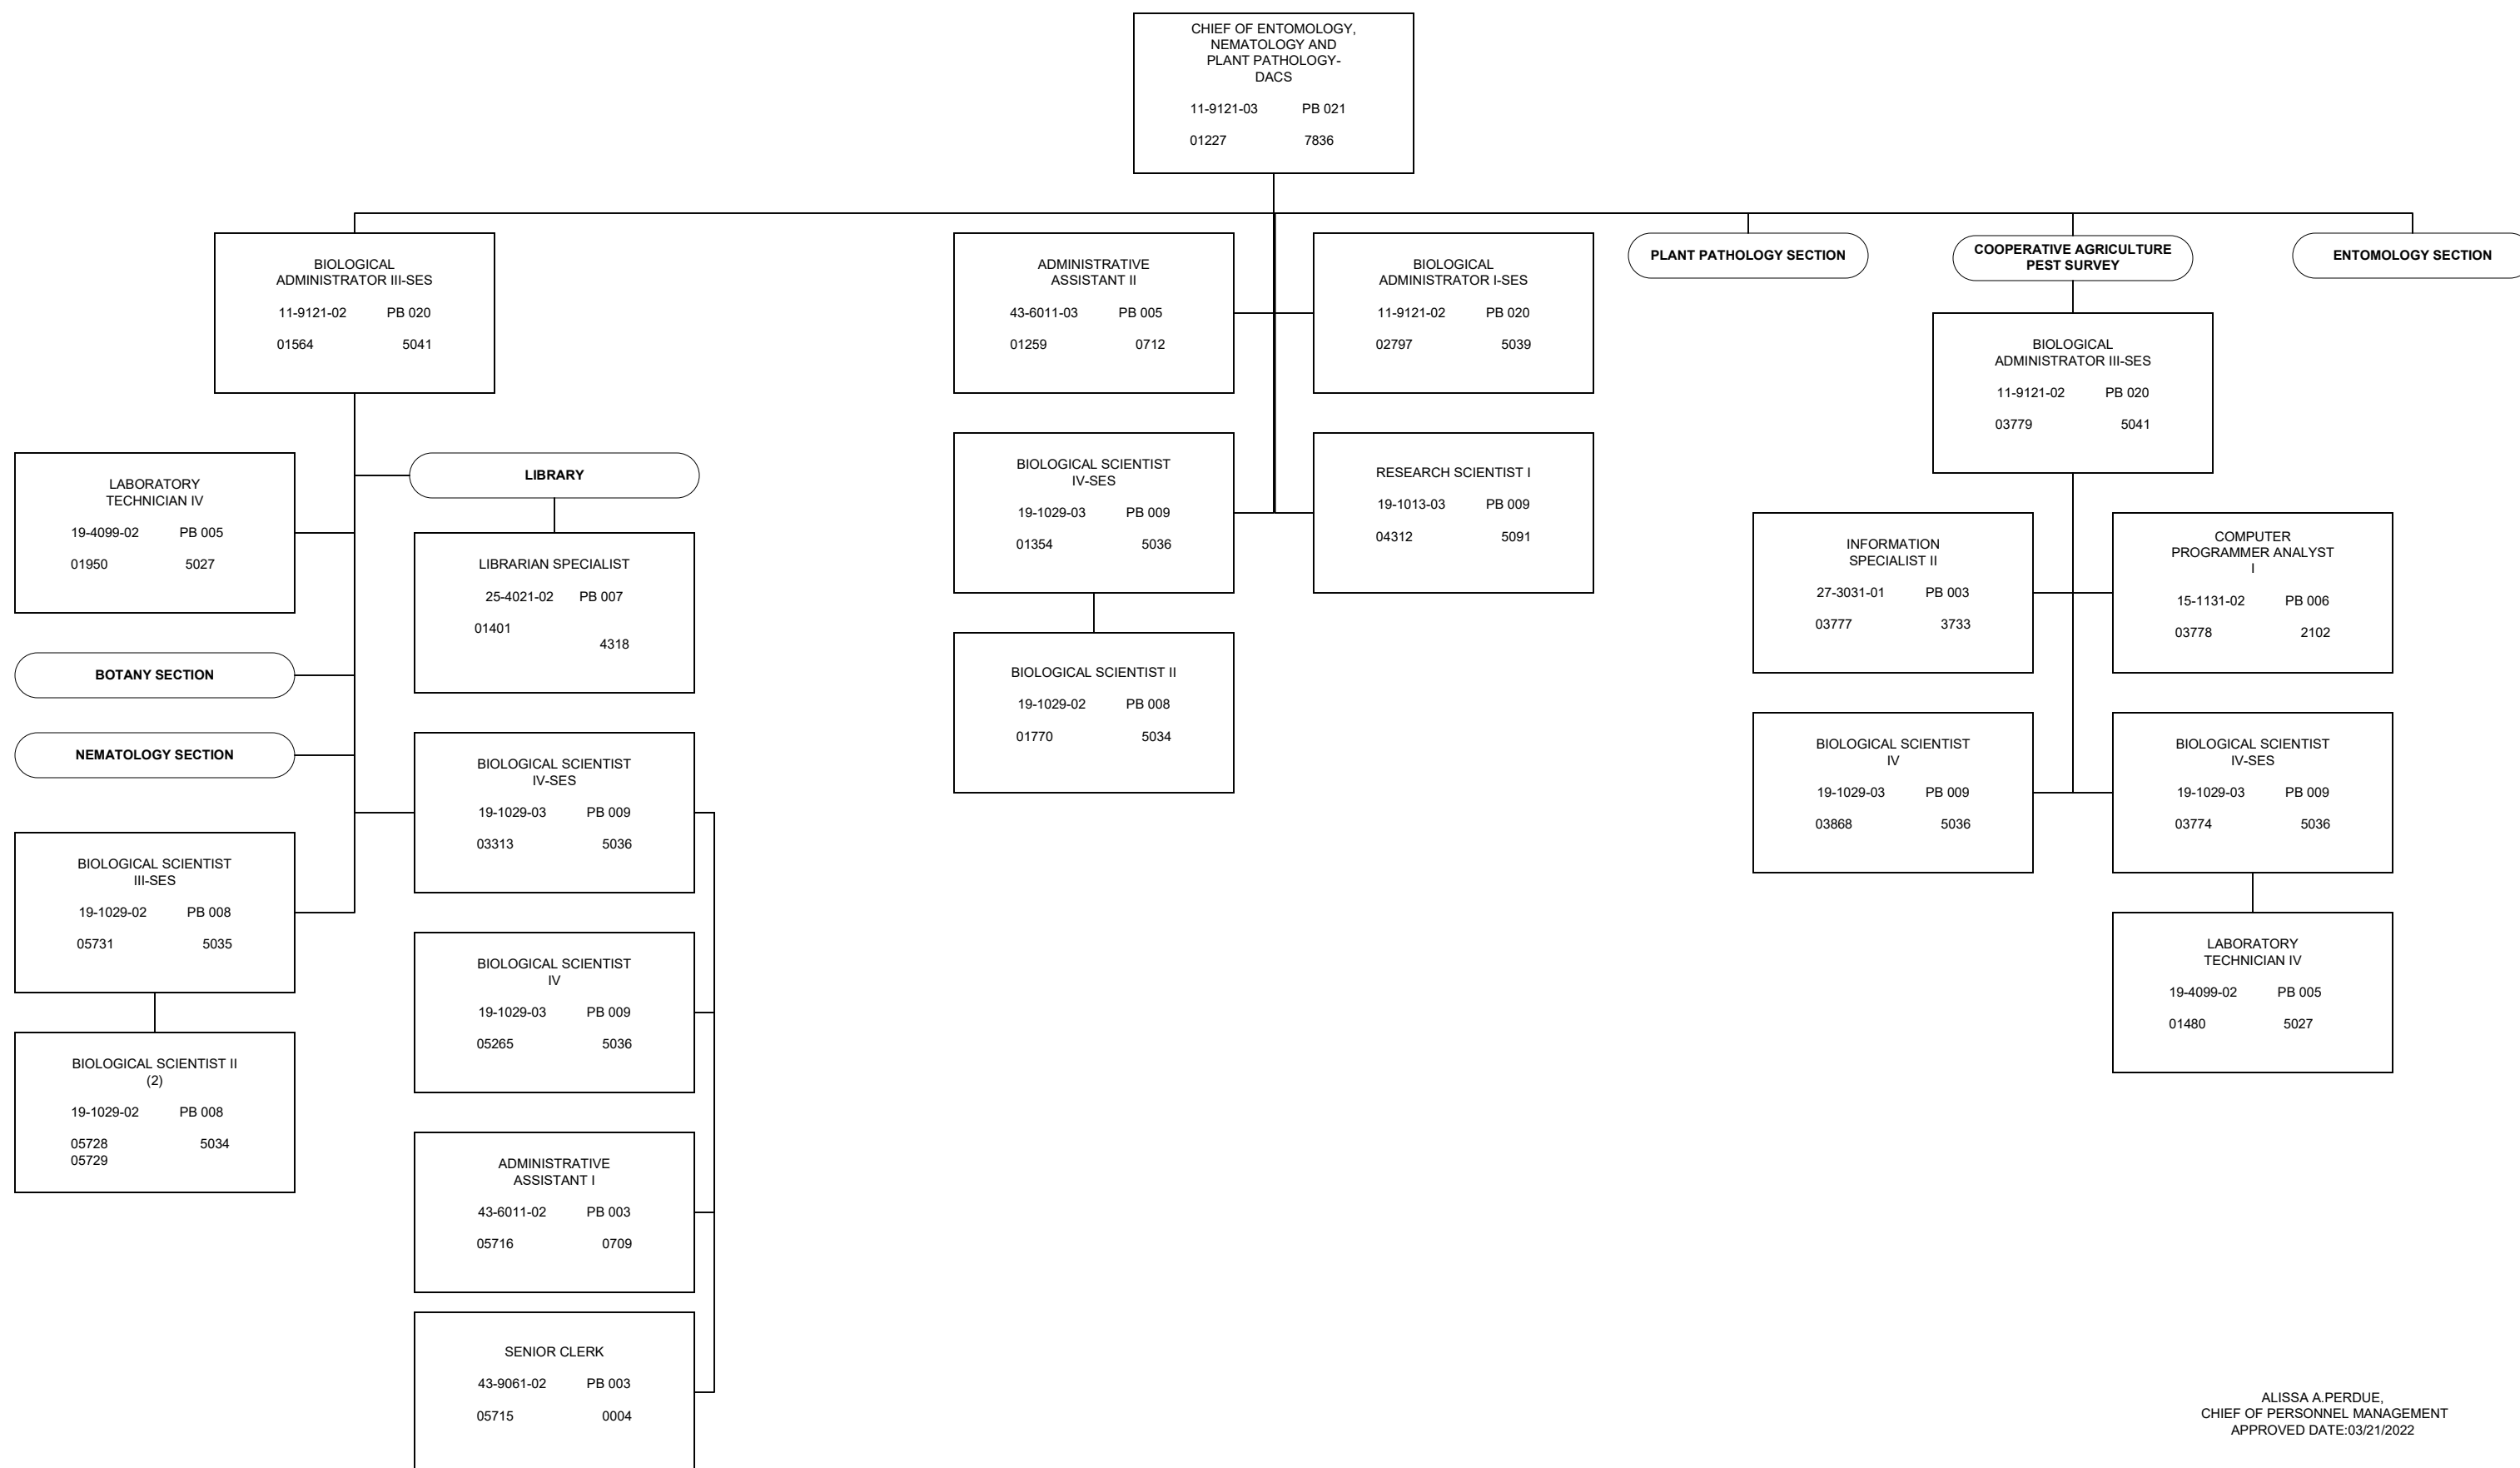 CHIEF OF ENTOMOLOGY,
NEMATOLOGY AND
PLANT PATHOLOGY-
DACS
11-9121-03 PB 021
01227 7836
BIOLOGICAL
ADMINISTRATOR III-SES
11-9121-02 PB 020
01564 5041
ADMINISTRATIVE
ASSISTANT II
43-6011-03 PB 005
01259 0712
BIOLOGICAL
ADMINISTRATOR I-SES
11-9121-02 PB 020
02797 5039
PLANT PATHOLOGY SECTION
COOPERATIVE AGRICULTURE
PEST SURVEY
ENTOMOLOGY SECTION
BIOLOGICAL
ADMINISTRATOR III-SES
11-9121-02 PB 020
03779 5041
LABORATORY
TECHNICIAN IV
19-4099-02 PB 005
01950 5027
LIBRARY
LIBRARIAN SPECIALIST
25-4021-02 PB 007
01401
4318
BIOLOGICAL SCIENTIST
IV-SES
19-1029-03 PB 009
01354 5036
RESEARCH SCIENTIST I
19-1013-03 PB 009
04312 5091
INFORMATION
SPECIALIST II
27-3031-01 PB 003
03777 3733
COMPUTER
PROGRAMMER ANALYST
I
15-1131-02 PB 006
03778 2102
BOTANY SECTION
NEMATOLOGY SECTION
BIOLOGICAL SCIENTIST II
19-1029-02 PB 008
01770 5034
BIOLOGICAL SCIENTIST
IV-SES
19-1029-03 PB 009
03313 5036
BIOLOGICAL SCIENTIST
IV
19-1029-03 PB 009
03868 5036
BIOLOGICAL SCIENTIST
IV-SES
19-1029-03 PB 009
03774 5036
BIOLOGICAL SCIENTIST
III-SES
19-1029-02 PB 008
05731 5035
BIOLOGICAL SCIENTIST
IV
19-1029-03 PB 009
05265 5036
LABORATORY
TECHNICIAN IV
19-4099-02 PB 005
01480 5027
BIOLOGICAL SCIENTIST II
(2)
19-1029-02 PB 008
05728 5034
05729
ADMINISTRATIVE
ASSISTANT I
43-6011-02 PB 003
05716 0709
SENIOR CLERK
43-9061-02 PB 003
05715 0004
ALISSA A.PERDUE,
CHIEF OF PERSONNEL MANAGEMENT
APPROVED DATE:03/21/2022